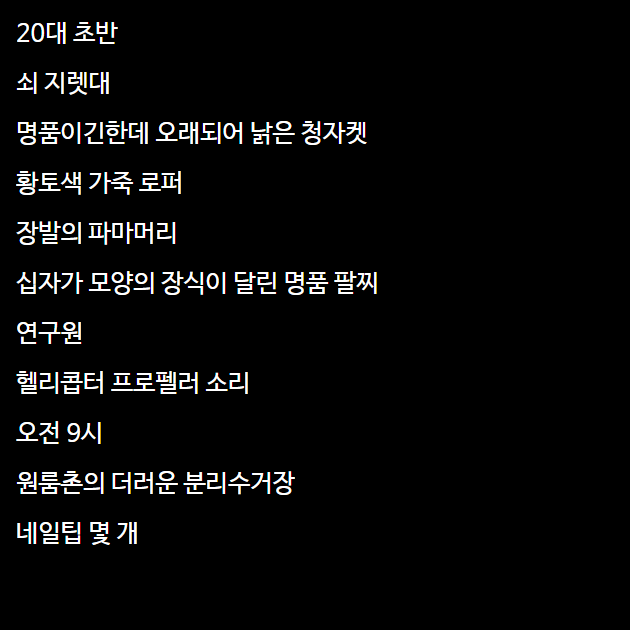 20대 초반
쇠 지렛대
명품이긴한데 오래되어 낡은 청자켓
황토색 가죽 로퍼
장발의 파마머리
십자가 모양의 장식이 달린 명품 팔찌
연구원
헬리콥터 프로펠러 소리
오전 9시
원룸촌의 더러운 분리수거장
네일팁 몇 개